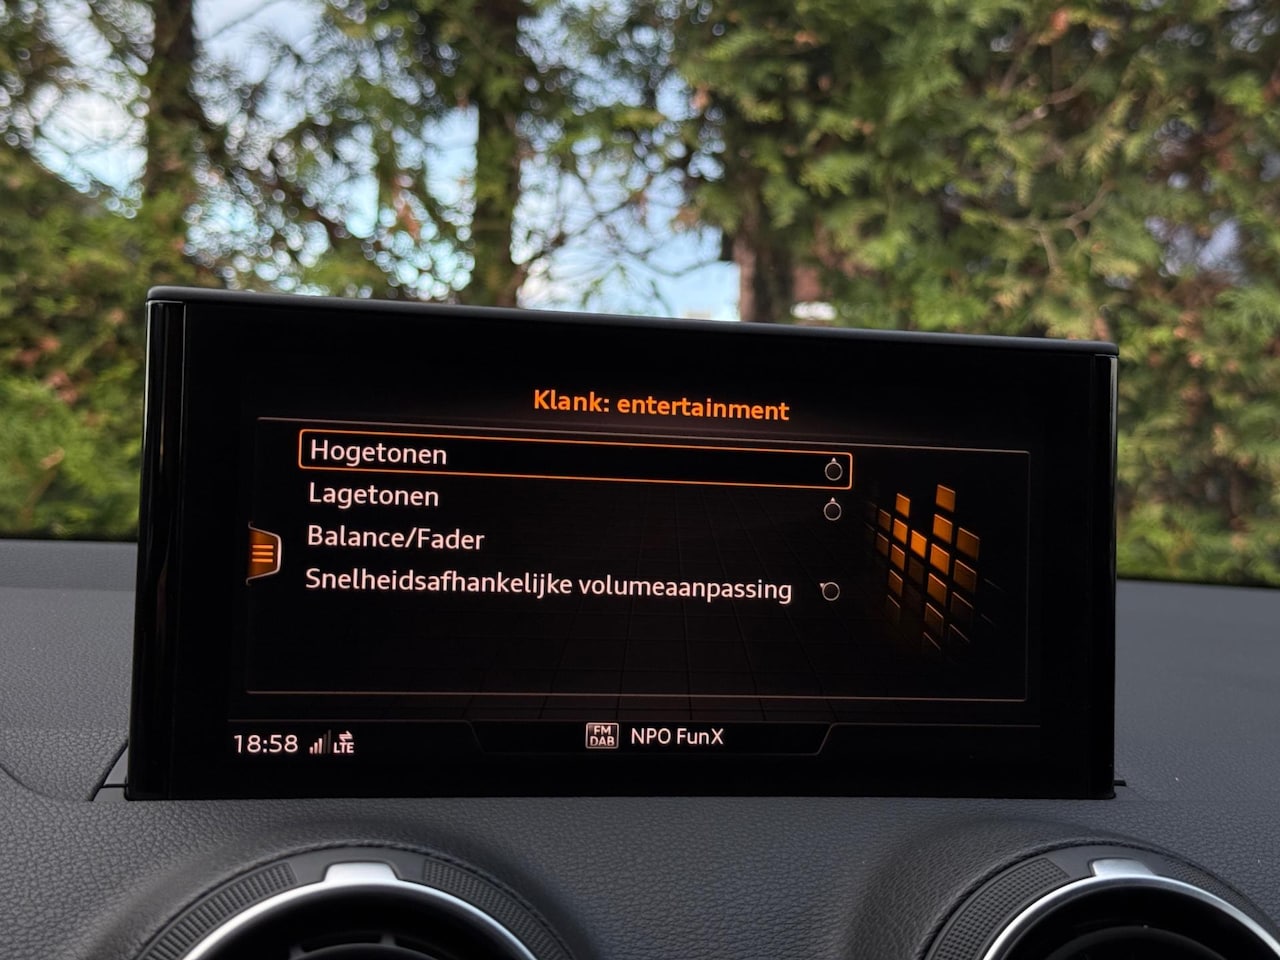 Klank: entertainment
Hogetonen
Lagetonen
Balance/Fader
Snelheidsafhankelijke volumeaanpassing
18:58 LTE FM DAB NPO FunX